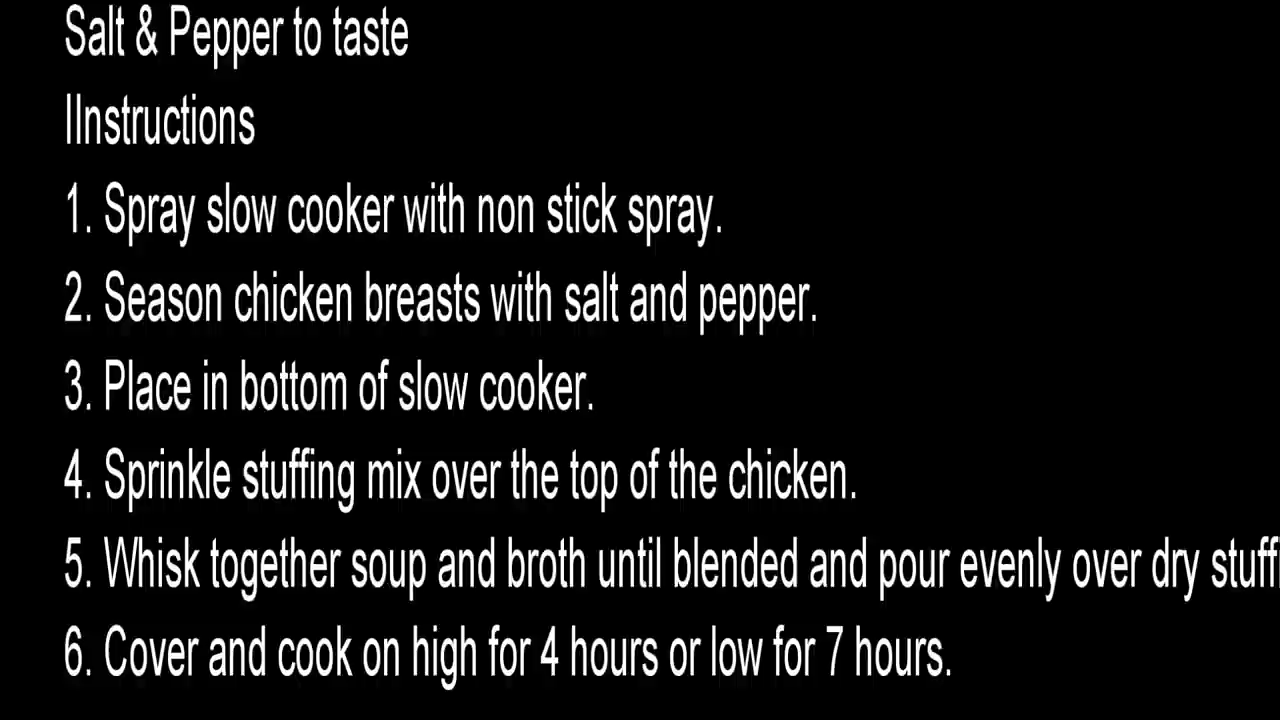 Salt & Pepper to taste
IInstructions
1. Spray slow cooker with non stick spray.
2. Season chicken breasts with salt and pepper.
3. Place in bottom of slow cooker.
4. Sprinkle stuffing mix over the top of the chicken.
5. Whisk together soup and broth until blended and pour evenly over dry stuff
6. Cover and cook on high for 4 hours or low for 7 hours.